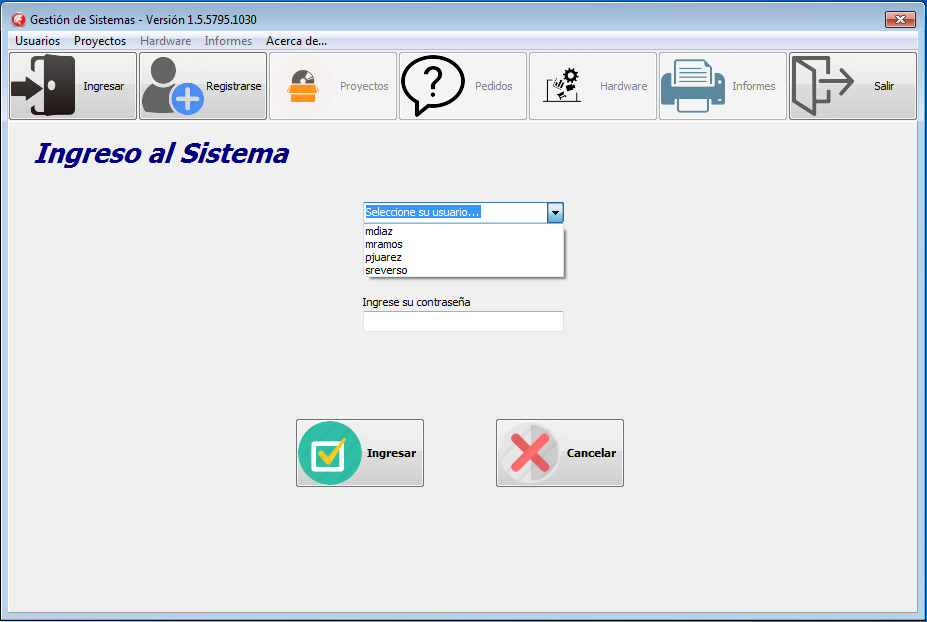 Gestión de Sistemas - Versión 1.5.5795.1030
Usuarios Proyectos Hardware Informes Acerca de...
Ingresar Registrarse Proyectos Pedidos Hardware Informes Salir
Ingreso al Sistema
Seleccione su usuario...
mdiaz
mramos
pjuarez
sreverso
Ingrese su contraseña
Ingresar Cancelar